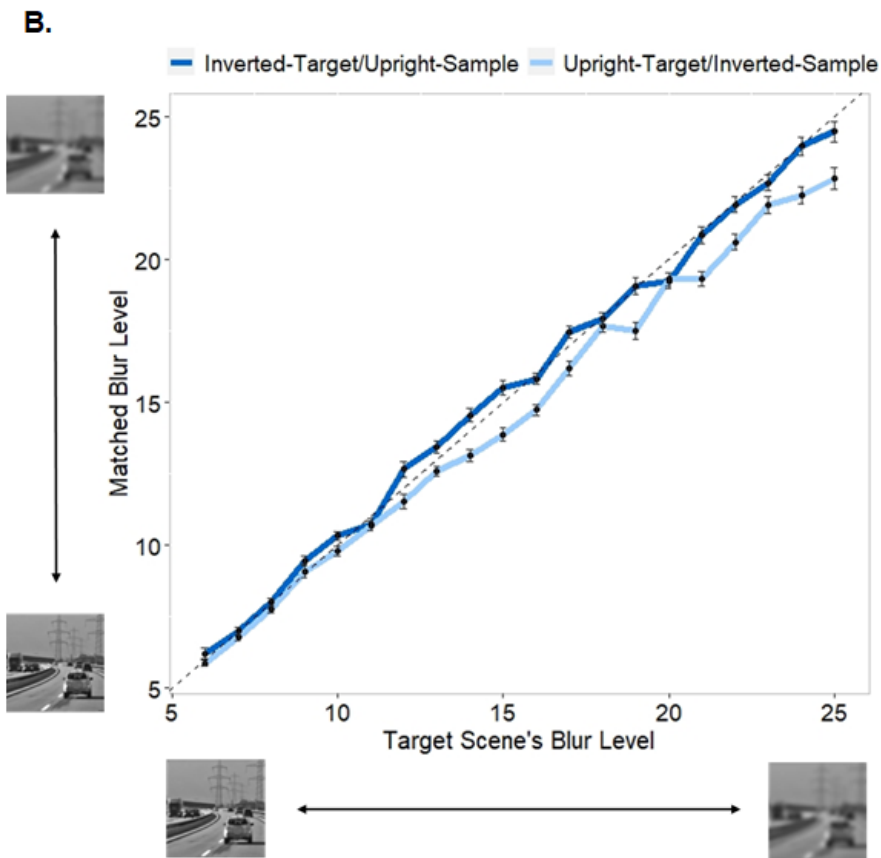 B.
Inverted-Target/Upright-Sample Upright-Target/Inverted-Sample
25
20
15
10
5
Matched Blur Level
5 10 15 20 25
Target Scene's Blur Level